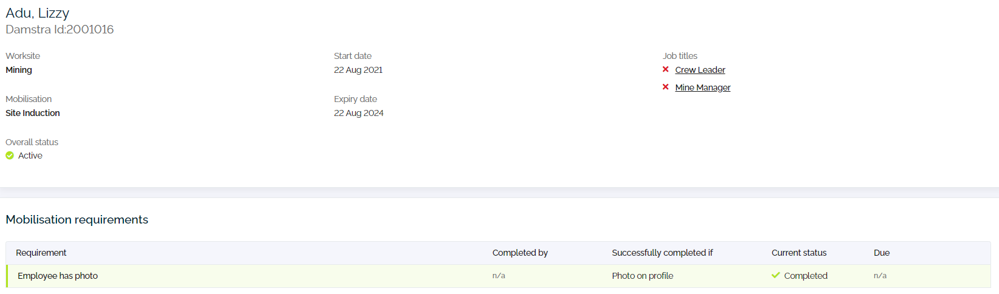 Adu, Lizzy
Damstra Id:2001016
Worksite
Mining
Start date
22 Aug 2021
Job titles
Crew Leader
Mine Manager
Mobilisation
Site Induction
Expiry date
22 Aug 2024
Overall status
Active
Mobilisation requirements
Requirement Completed by Successfully completed if Current status Due
Employee has photo n/a Photo on profile Completed n/a